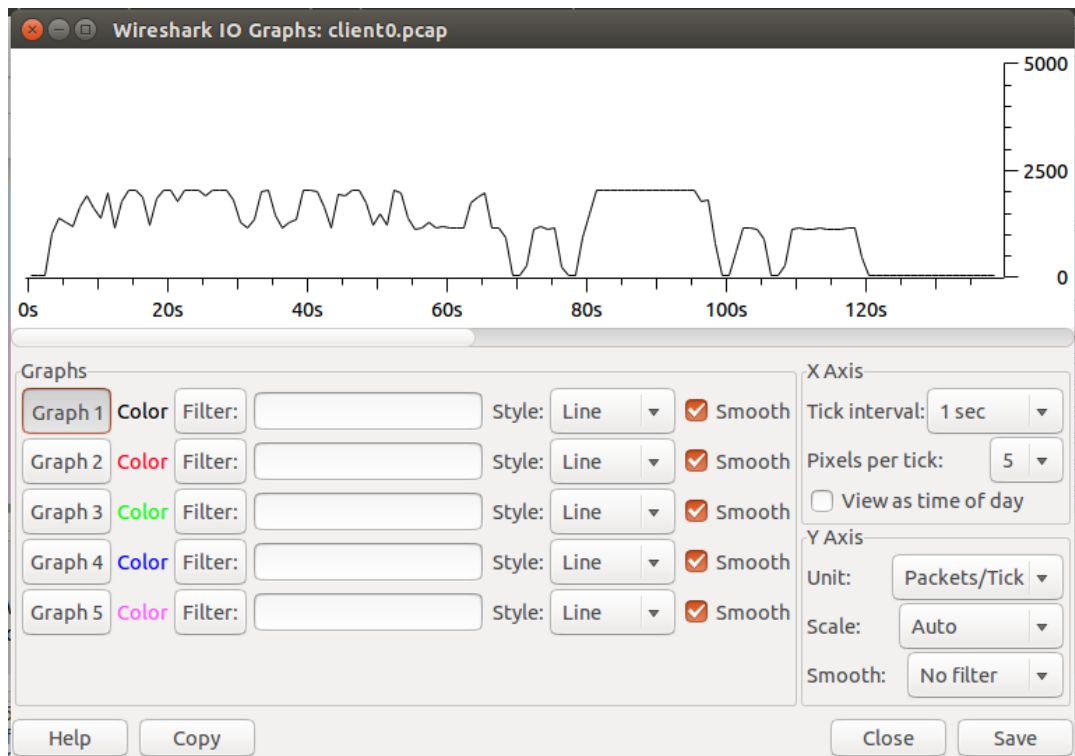 Wireshark IO Graphs: client0.pcap
5000
2500
0
0s 20s 40s 60s 80s 100s 120s
Graphs
Graph 1 Color Filter: Style: Line Smooth
Graph 2 Color Filter: Style: Line Smooth
Graph 3 Color Filter: Style: Line Smooth
Graph 4 Color Filter: Style: Line Smooth
Graph 5 Color Filter: Style: Line Smooth
X Axis
Tick interval: 1 sec
Pixels per tick: 5
View as time of day
Y Axis
Unit: Packets/Tick
Scale: Auto
Smooth: No filter
Help Copy Close Save